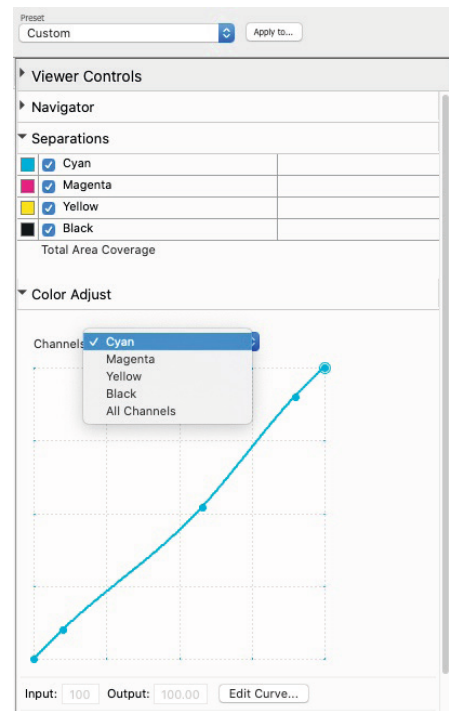 Preset
Custom
Apply to...
Viewer Controls
Navigator
Separations
Cyan
Magenta
Yellow
Black
Total Area Coverage
Color Adjust
Channels
Cyan
Magenta
Yellow
Black
All Channels
Input: 100 Output: 100.00 Edit Curve...